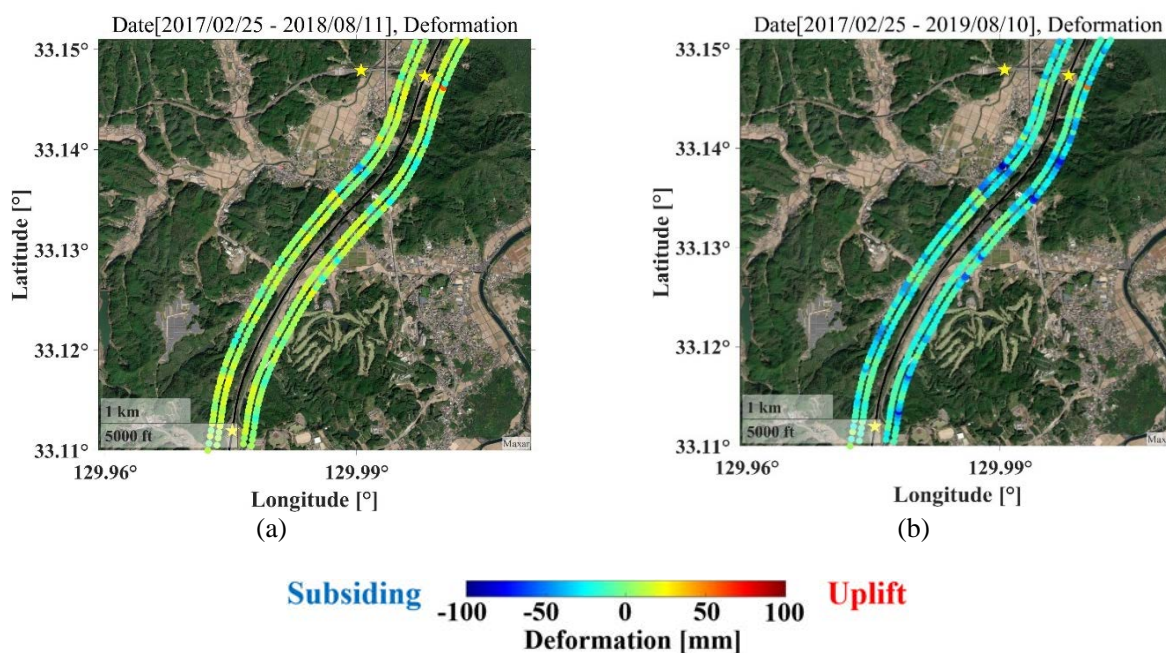 Date[2017/02/25 - 2018/08/11], Deformation
33.15°
33.14°
33.13°
33.12°
33.11°
Latitude [°]
1 km
5000 ft
Maxar
129.96°
129.99°
Longitude [°]
(a)
Date[2017/02/25 - 2019/08/10], Deformation
33.15°
33.14°
33.13°
33.12°
33.11°
Latitude [°]
1 km
5000 ft
Maxar
129.96°
129.99°
Longitude [°]
(b)
Subsiding
Uplift
-100 -50 0 50 100
Deformation [mm]